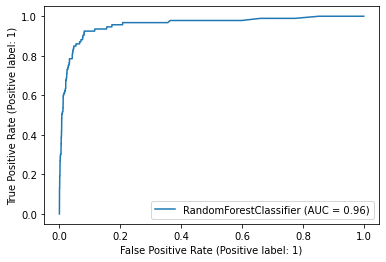 1.0
0.8
0.6
0.4
0.2
0.0
True Positive Rate (Positive label: 1)
RandomForestClassifier (AUC = 0.96)
0.0 0.2 0.4 0.6 0.8 1.0
False Positive Rate (Positive label: 1)